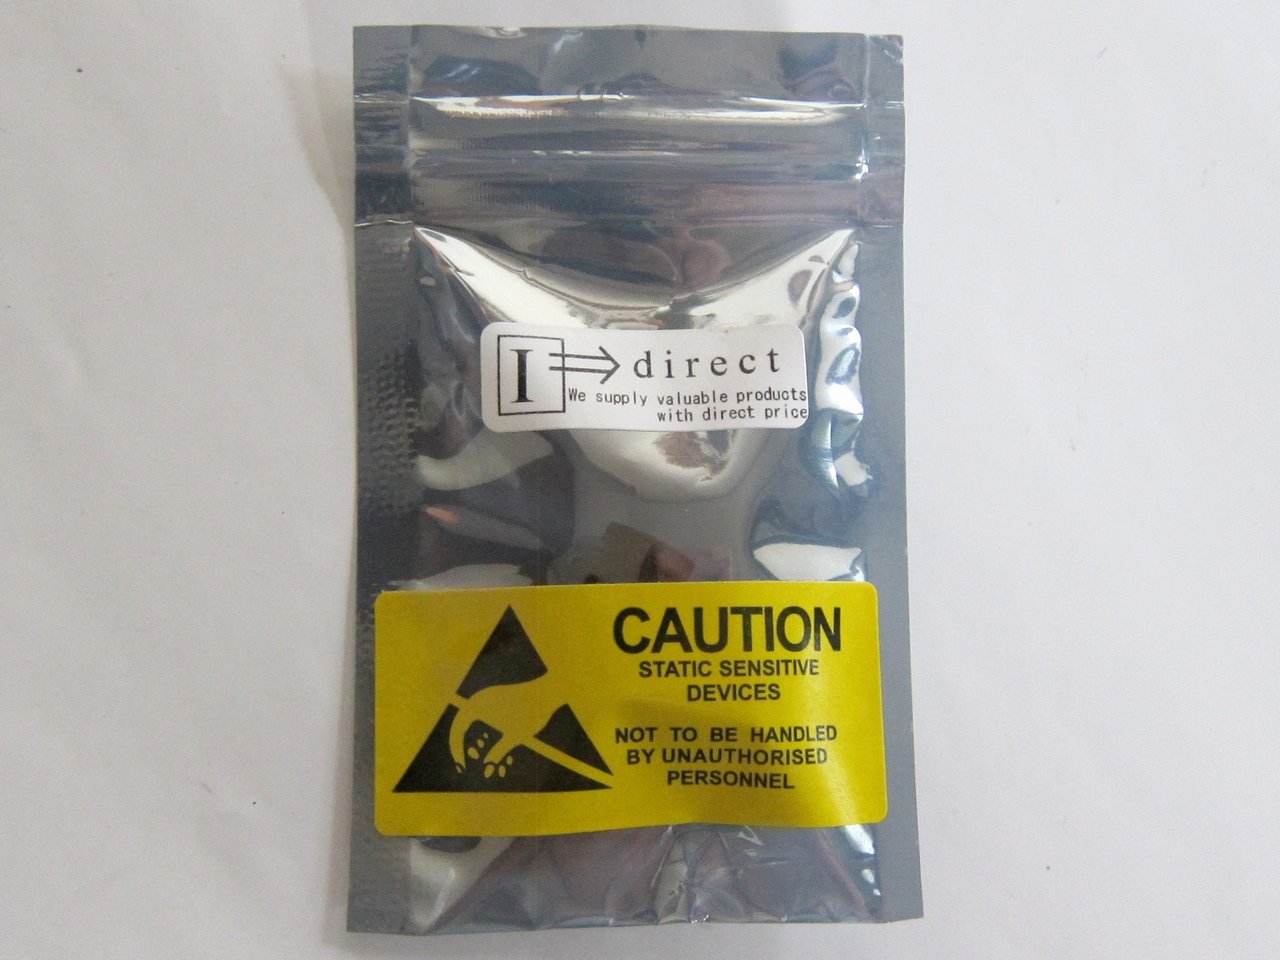 I direct
We supply valuable products
with direct price
CAUTION
STATIC SENSITIVE
DEVICES
NOT TO BE HANDLED
BY UNAUTHORISED
PERSONNEL